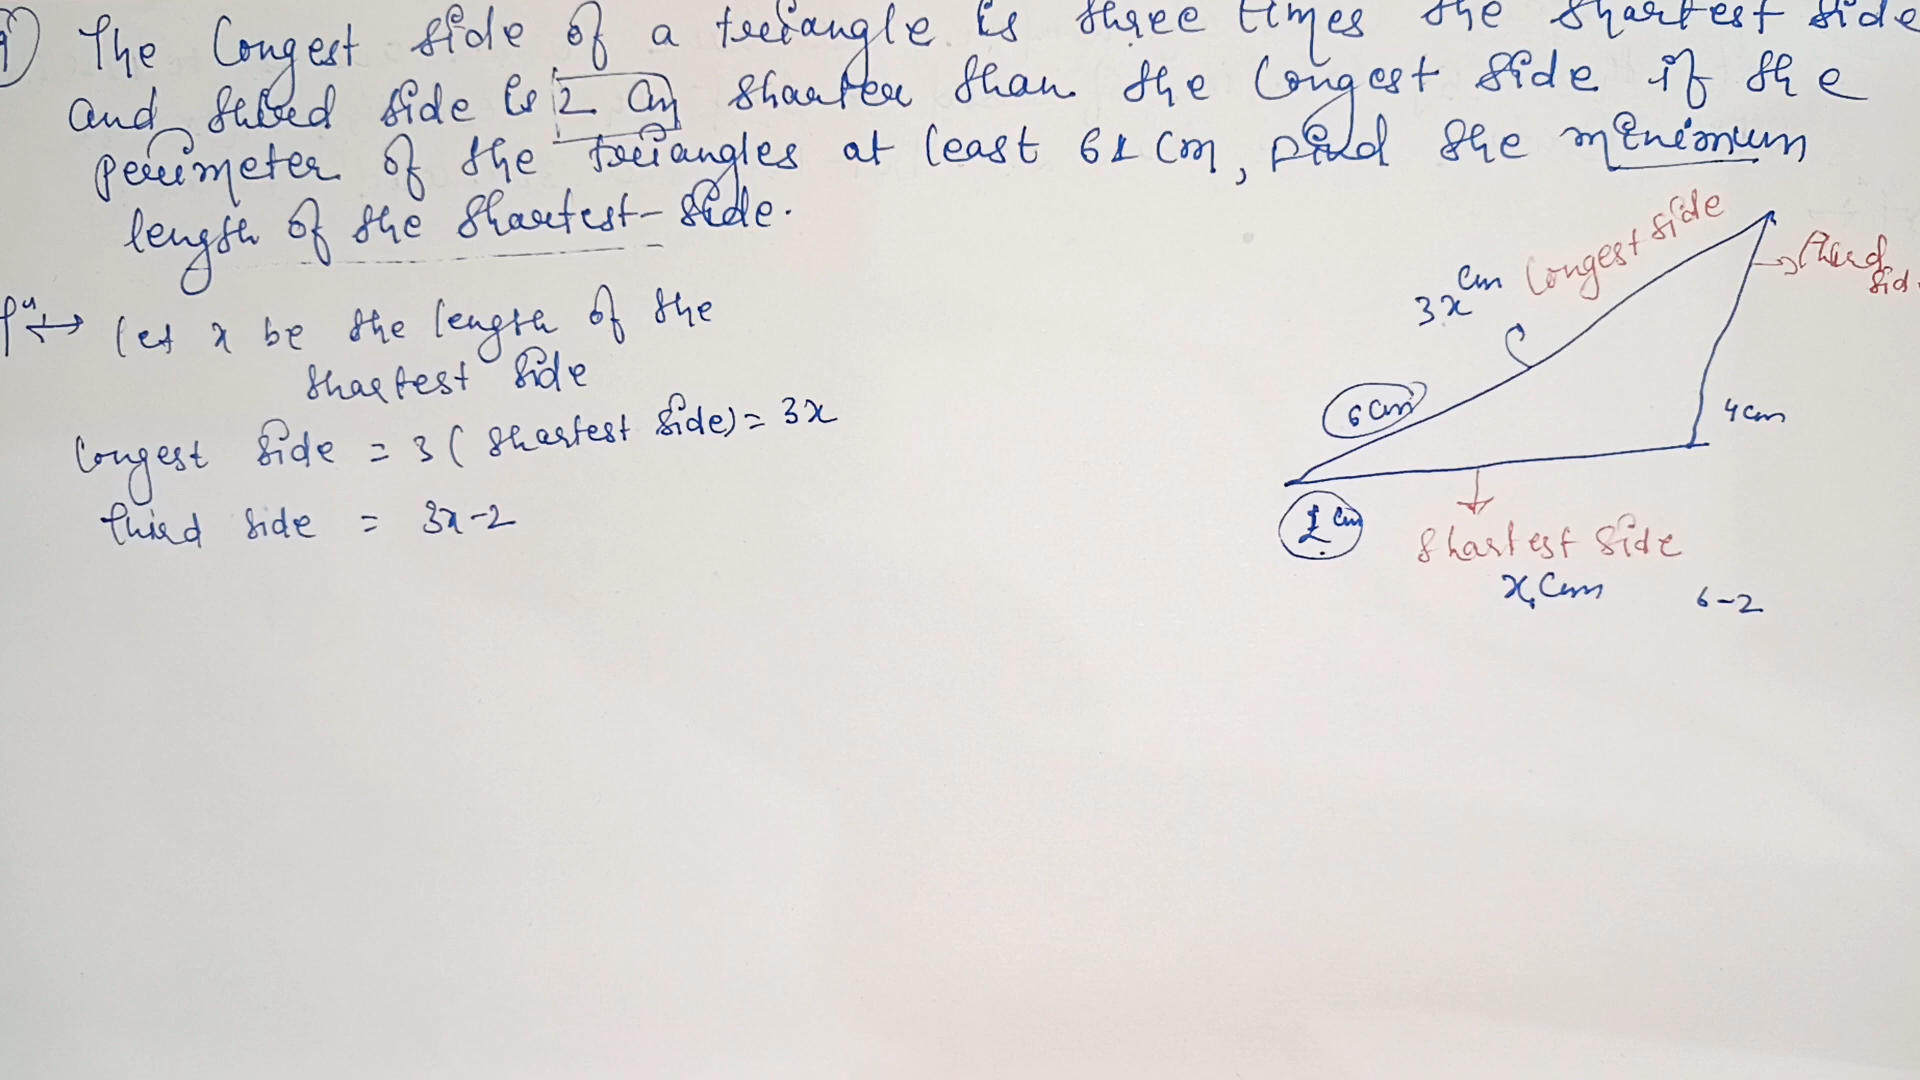 The longest side of a triangle is three times the shortest side
and third side is 2 cm shorter than the longest side if the
perimeter of the triangles at least 61 cm, find the minimum
length of the shortest side.
let x be the length of the
shortest side
longest side = 3 ( shortest side) = 3x
third side = 3x-2
3x cm longest side
third side
6 cm
4 cm
shortest side
x cm
6-2